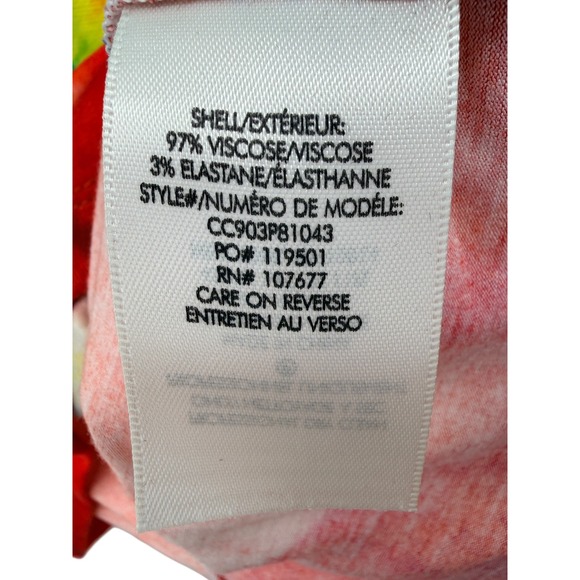 SHELL/EXTÉRIEUR:
97% VISCOSE/VISCOSE
3% ELASTANE/ÉLASTHANNE
STYLE#/NUMÉRO DE MODÉLE:
CC903P81043
PO# 119501
RN# 107677
CARE ON REVERSE
ENTRETIEN AU VERSO